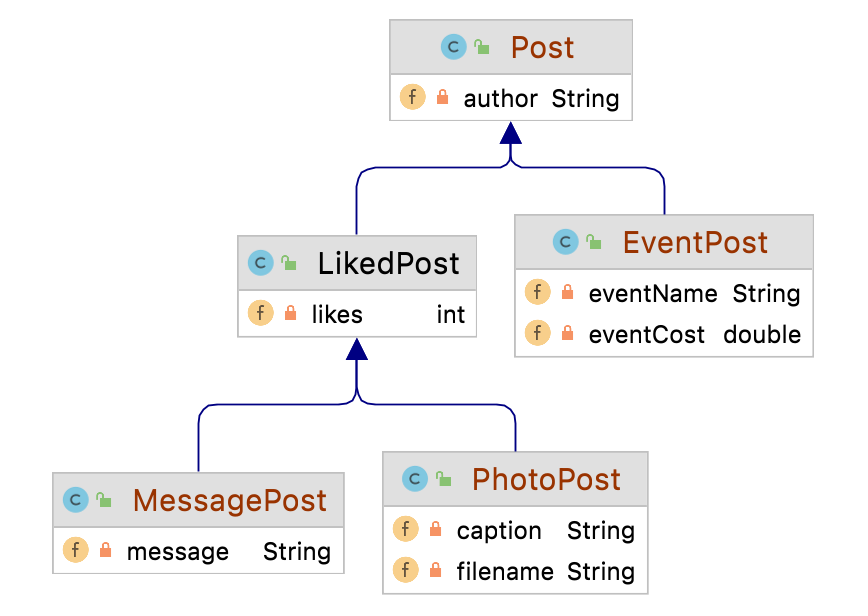 C Post
f author String
C LikedPost
f likes int
C EventPost
f eventName String
f eventCost double
C MessagePost
f message String
C PhotoPost
f caption String
f filename String